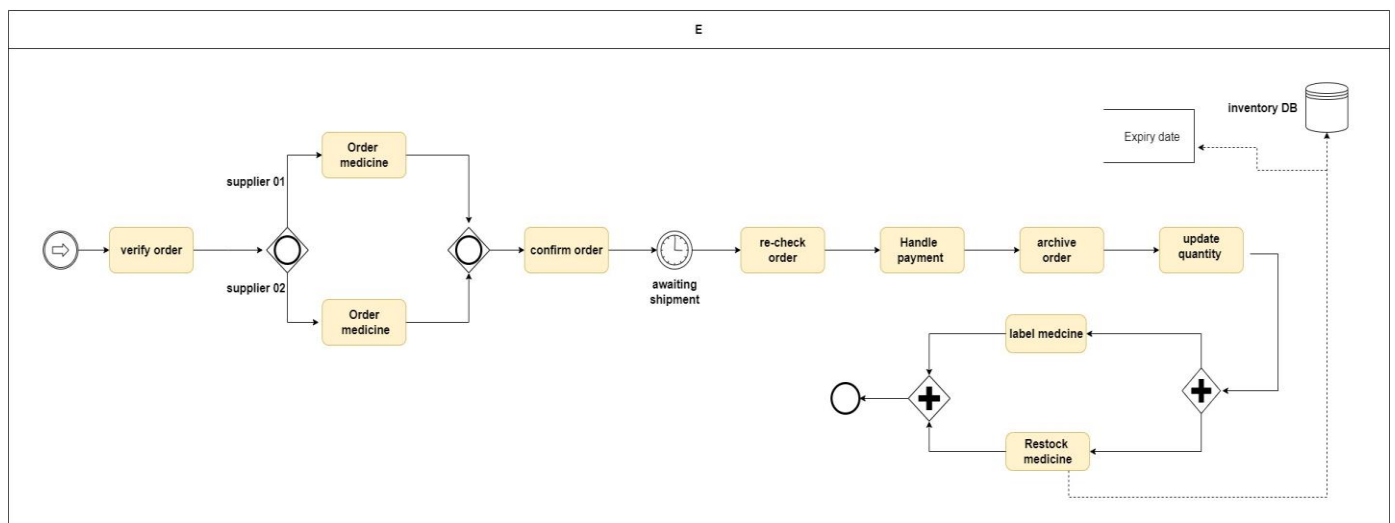 E
inventory DB
Expiry date
Order
medicine
supplier 01
verify order
confirm order
awaiting
shipment
re-check
order
Handle
payment
archive
order
update
quantity
supplier 02
Order
medicine
label medcine
Restock
medicine